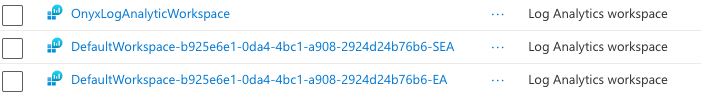 OnyxLogAnalyticWorkspace ... Log Analytics workspace
DefaultWorkspace-b925e6e1-0da4-4bc1-a908-2924d24b76b6-SEA ... Log Analytics workspace
DefaultWorkspace-b925e6e1-0da4-4bc1-a908-2924d24b76b6-EA ... Log Analytics workspace